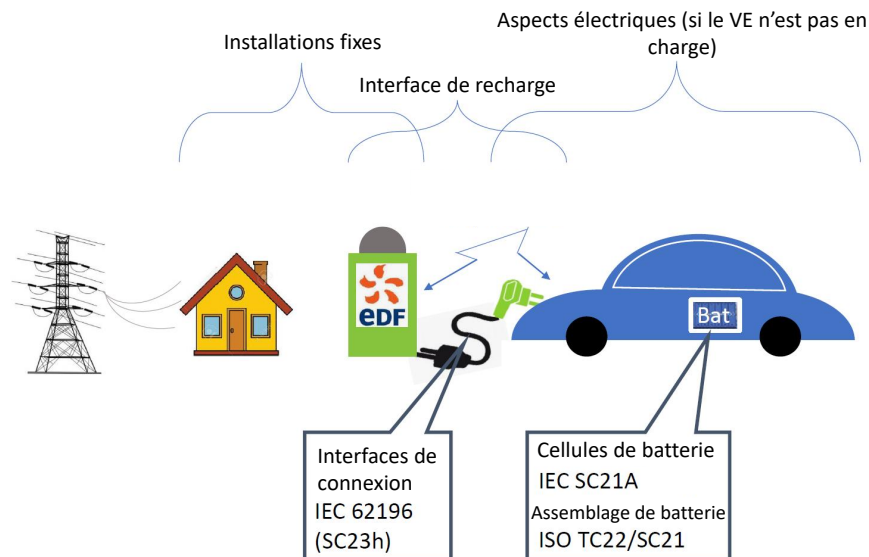 Aspects électriques (si le VE n'est pas en
charge)
Installations fixes
Interface de recharge
eDF
Bat
Interfaces de
connexion
IEC 62196
(SC23h)
Cellules de batterie
IEC SC21A
Assemblage de batterie
ISO TC22/SC21